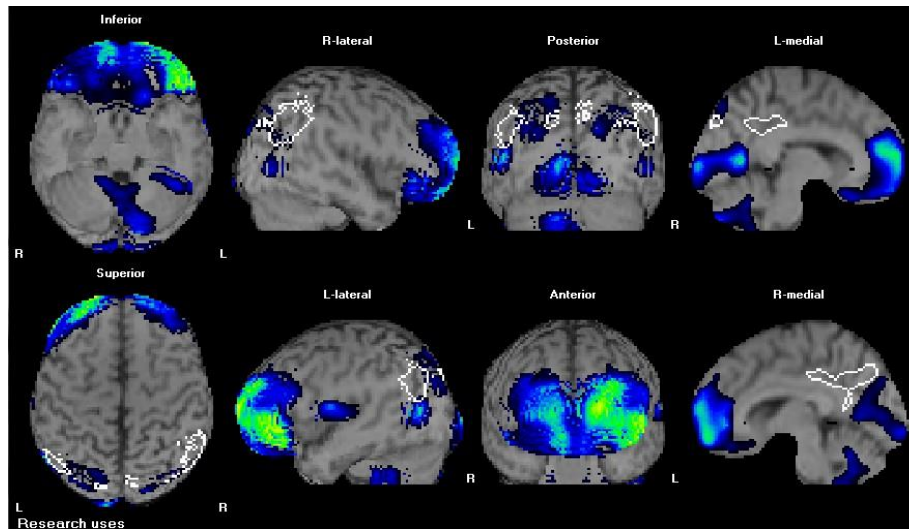 Inferior
R-lateral
Posterior
L-medial
R
L
L
R
Superior
L-lateral
Anterior
R-medial
L
R
R
L
Research uses